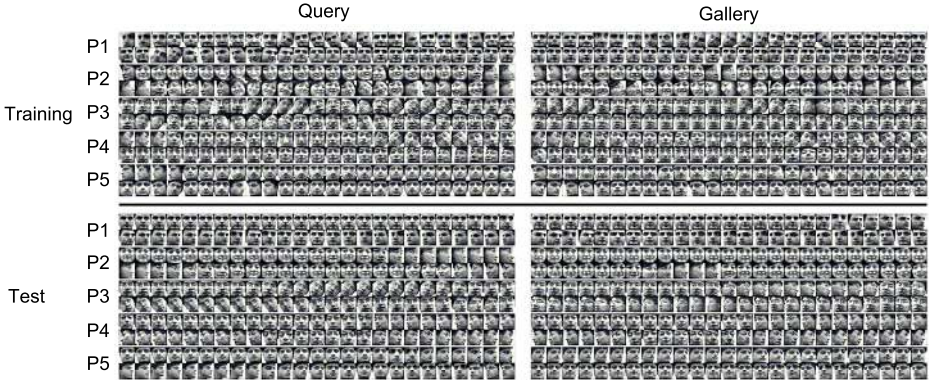 Query Gallery
P1
P2
Training P3
P4
P5
P1
P2
Test P3
P4
P5